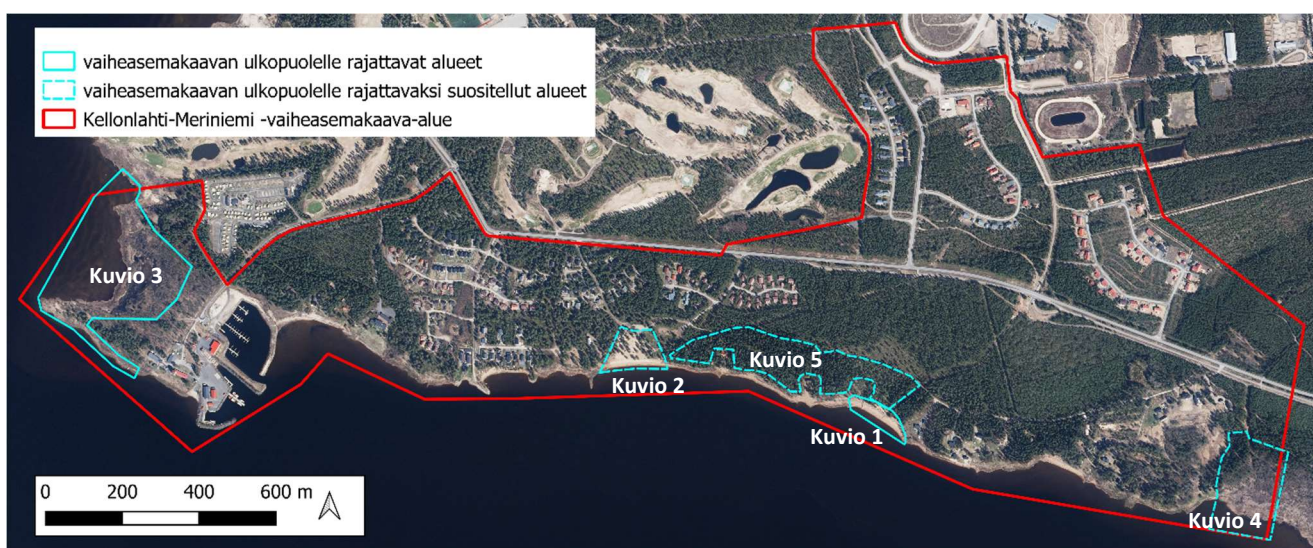 vaiheasemakaavan ulkopuolelle rajattavat alueet
vaiheasemakaavan ulkopuolelle rajattavaksi suositellut alueet
Kellonlahti-Meriniemi -vaiheasemakaava-alue
Kuvio 3
Kuvio 5
Kuvio 2
Kuvio 1
Kuvio 4
0 200 400 600 m